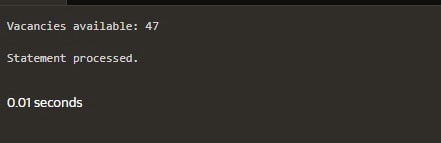 Vacancies available: 47
Statement processed.
0.01 seconds